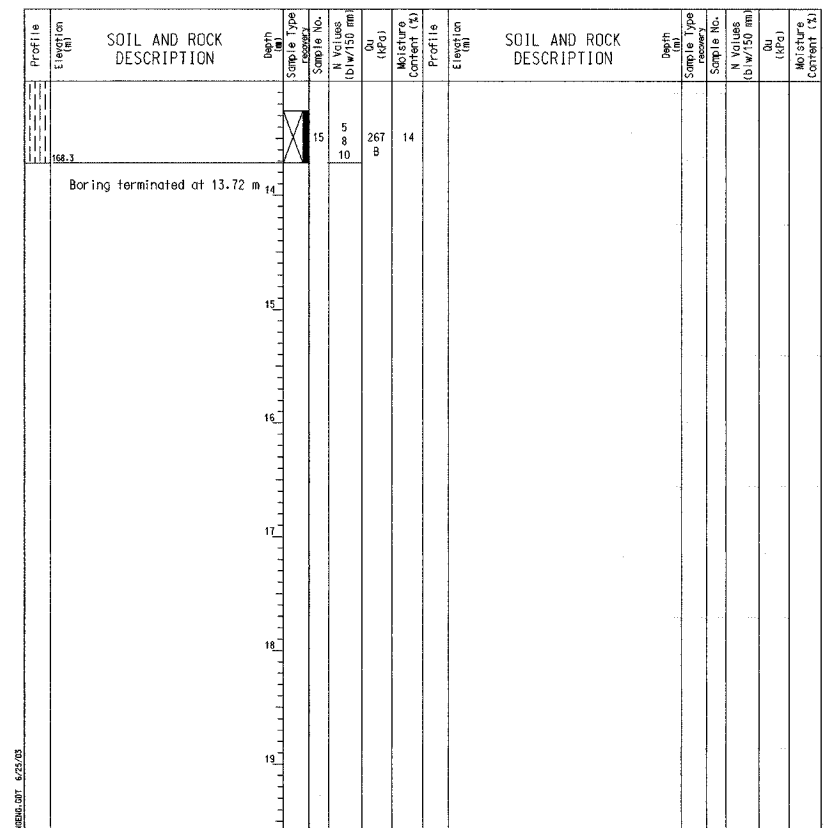 Profile
Elevation
(m)
SOIL AND ROCK
DESCRIPTION
Depth
(m)
Sample Type
recovery
Sample No.
N Values
(blw/150 mm)
Qu
(kPa)
Moisture
Content (%)
Profile
Elevation
(m)
SOIL AND ROCK
DESCRIPTION
Depth
(m)
Sample Type
recovery
Sample No.
N Values
(blw/150 mm)
Qu
(kPa)
Moisture
Content (%)
15
5
8
10
267
B
14
168.3
Boring terminated at 13.72 m
14
15
16
17
18
19
6/25/03